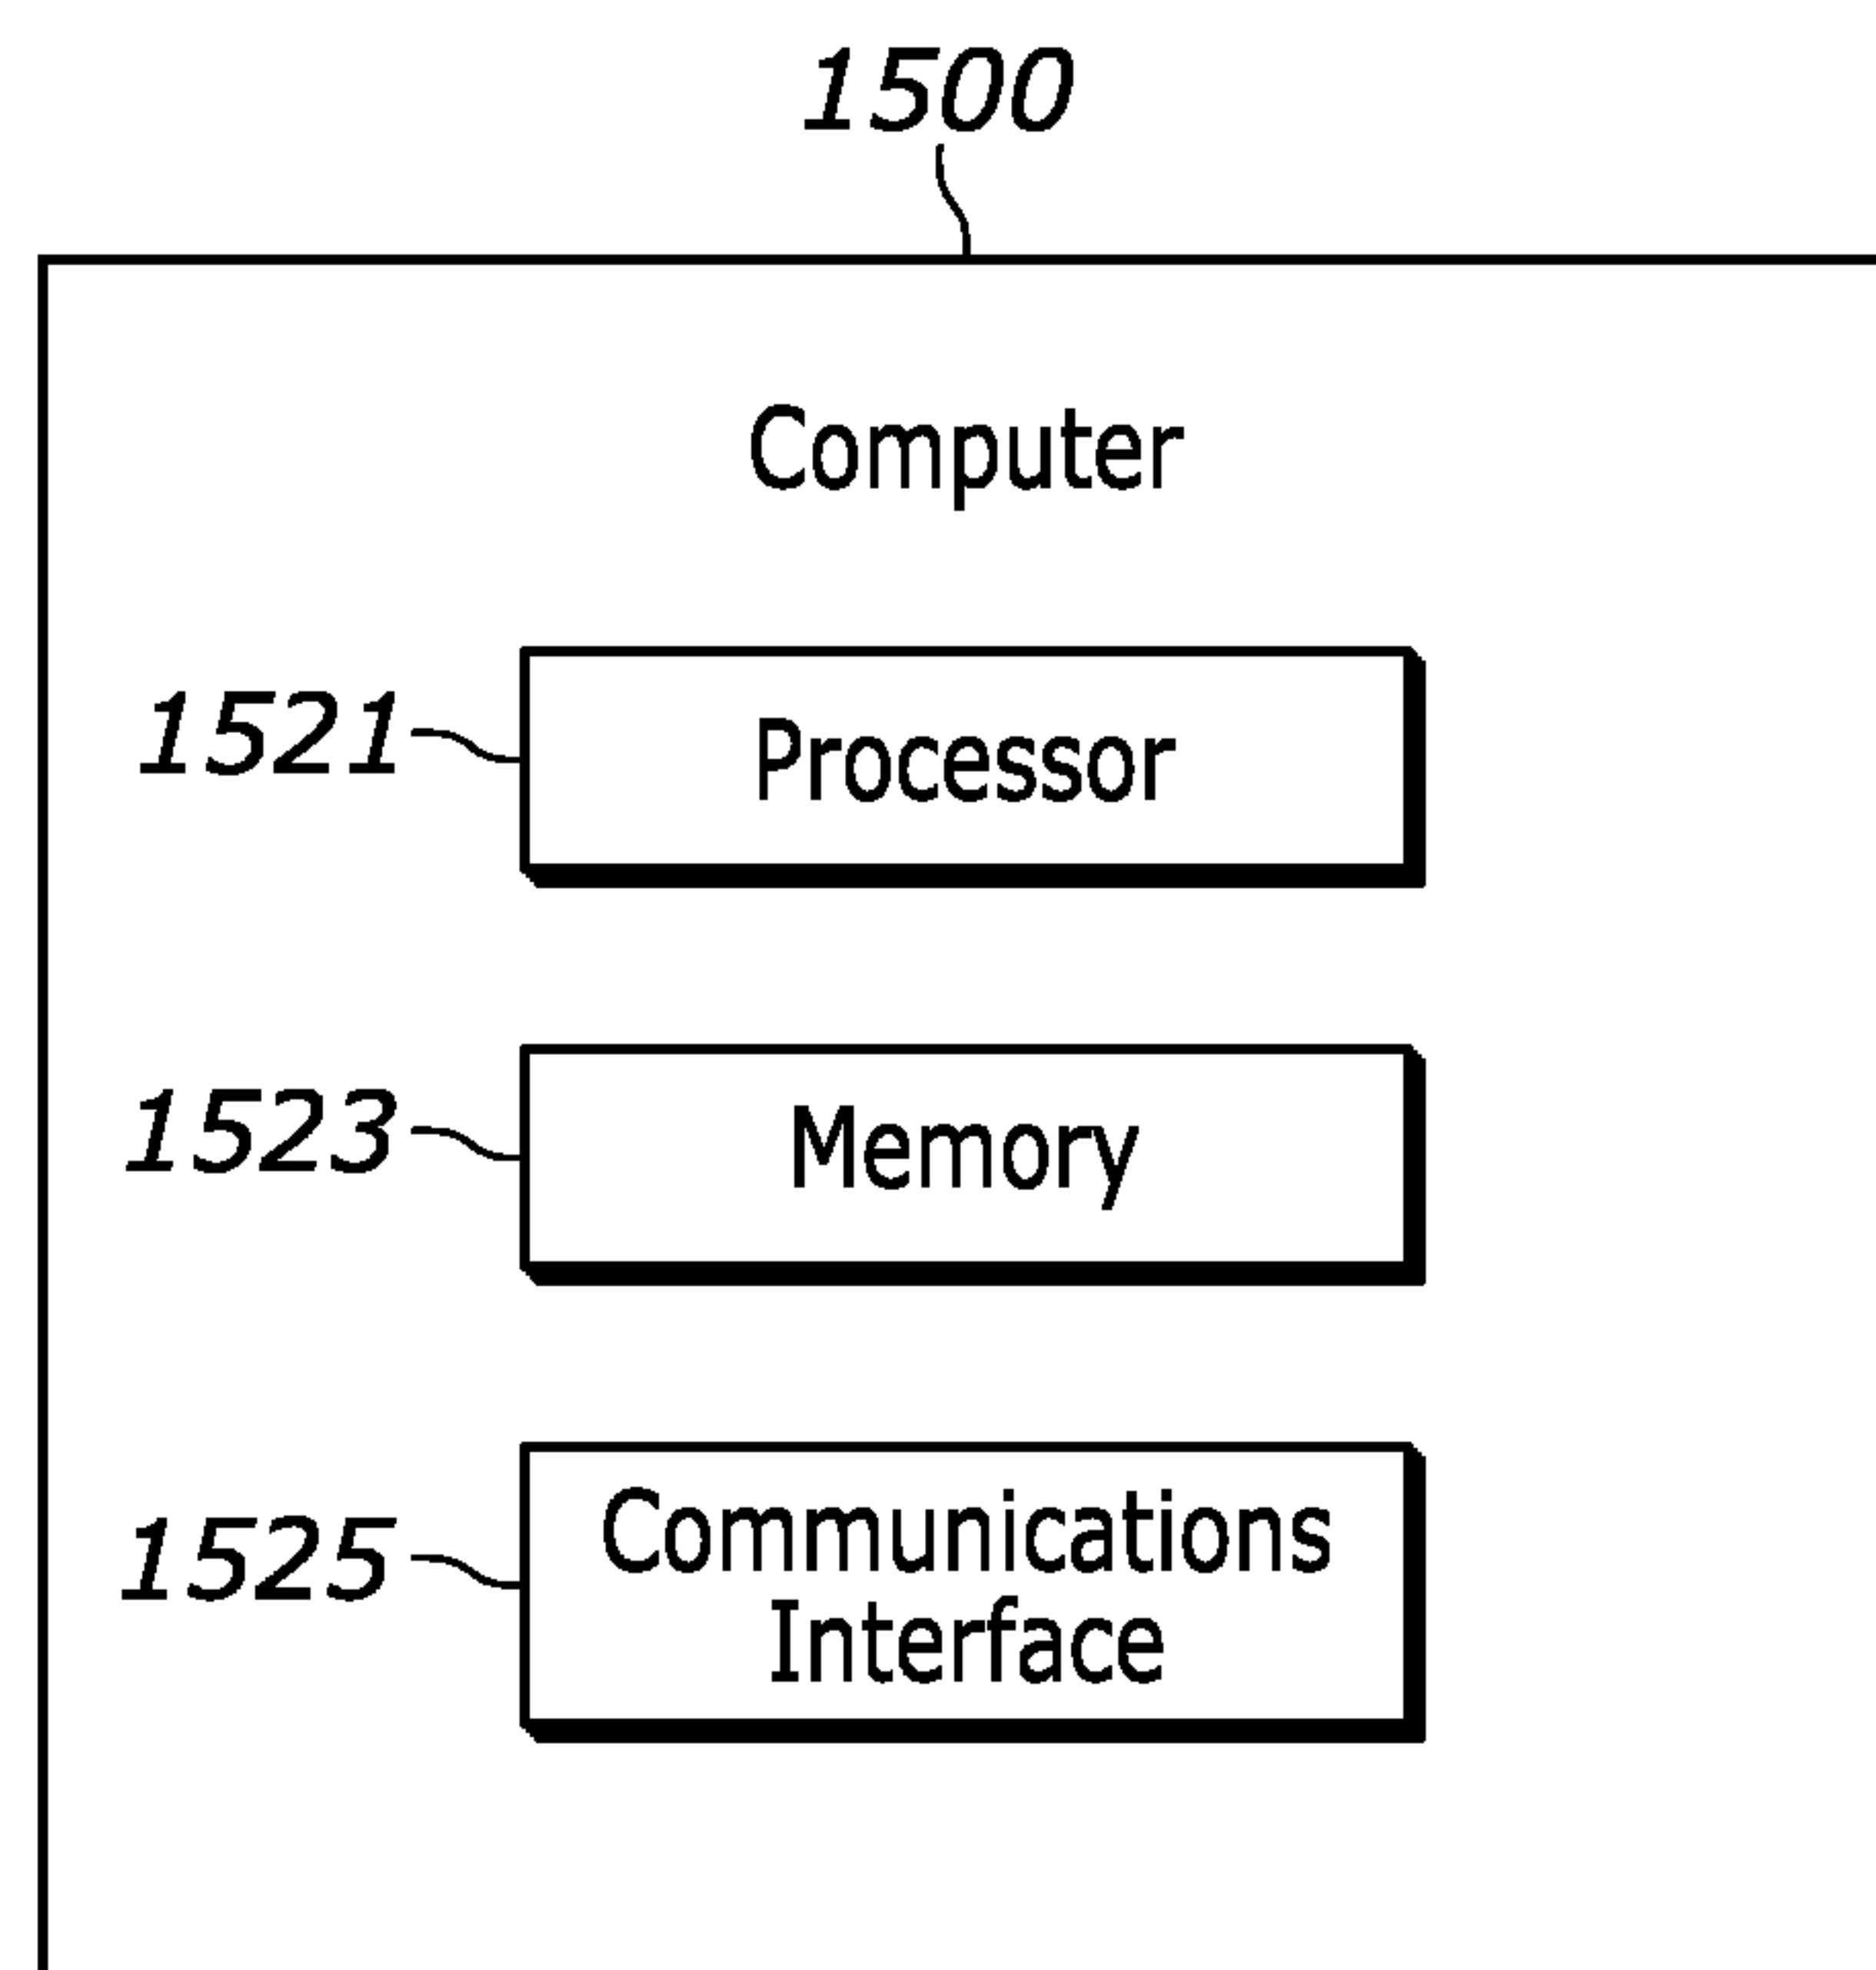 1500
Computer
1521
Processor
1523
Memory
1525
Communications
Interface